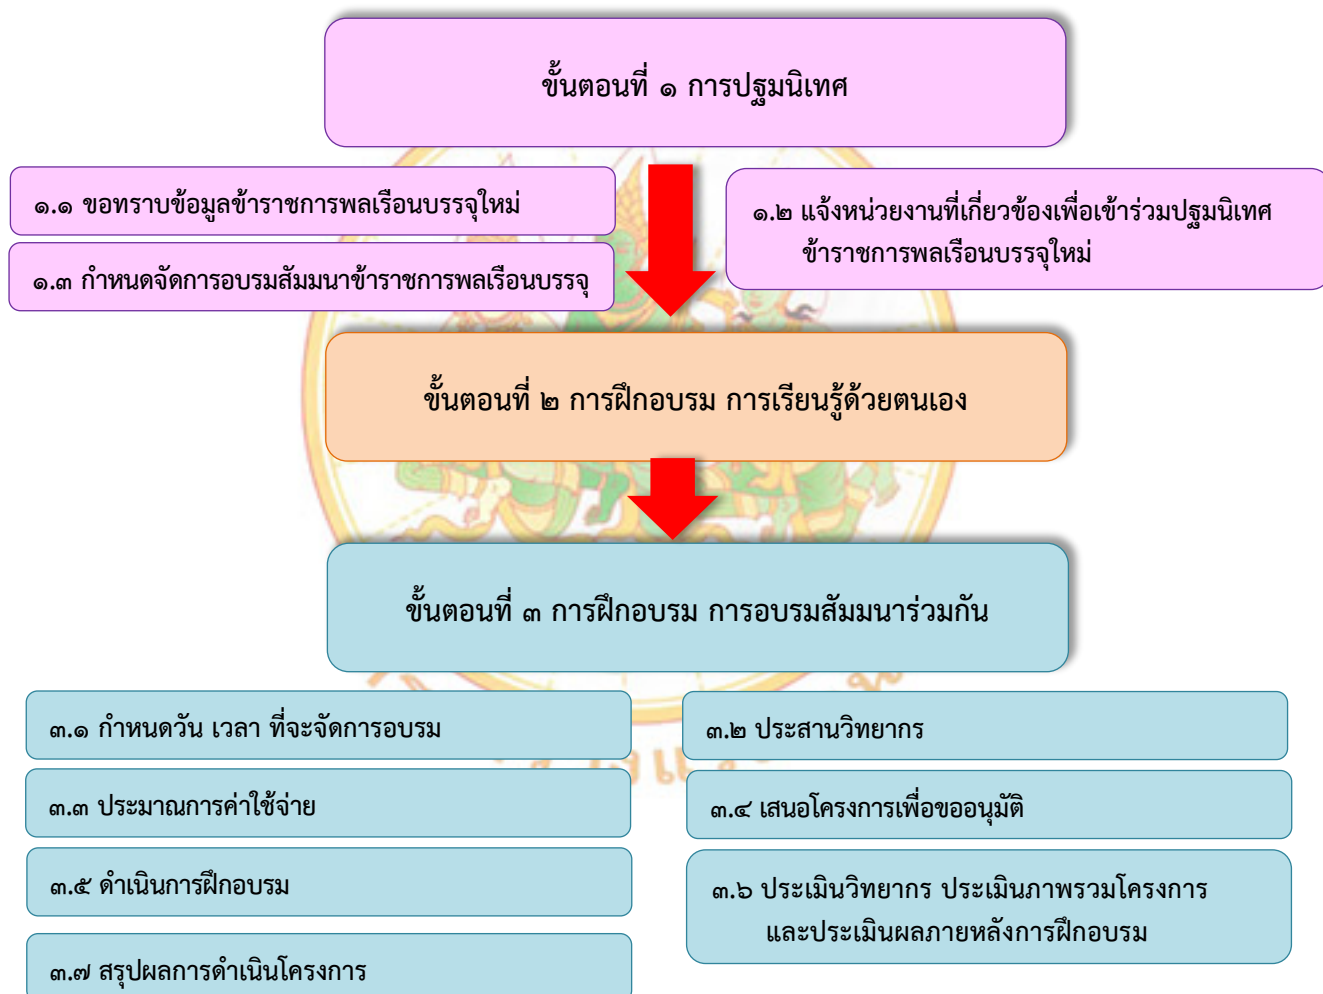 ขั้นตอนที่ ๑ การปฐมนิเทศ
๑.๑ ขอทราบข้อมูลข้าราชการพลเรือนบรรจุใหม่
๑.๒ แจ้งหน่วยงานที่เกี่ยวข้องเพื่อเข้าร่วมปฐมนิเทศ
ข้าราชการพลเรือนบรรจุใหม่
๑.๓ กำหนดจัดการอบรมสัมมนาข้าราชการพลเรือนบรรจุ
ขั้นตอนที่ ๒ การฝึกอบรม การเรียนรู้ด้วยตนเอง
ขั้นตอนที่ ๓ การฝึกอบรม การอบรมสัมมนาร่วมกัน
๓.๑ กำหนดวัน เวลา ที่จะจัดการอบรม
๓.๒ ประสานวิทยากร
๓.๓ ประมาณการค่าใช้จ่าย
๓.๔ เสนอโครงการเพื่อขออนุมัติ
๓.๕ ดำเนินการฝึกอบรม
๓.๖ ประเมินวิทยากร ประเมินภาพรวมโครงการ
และประเมินผลภายหลังการฝึกอบรม
๓.๗ สรุปผลการดำเนินโครงการ